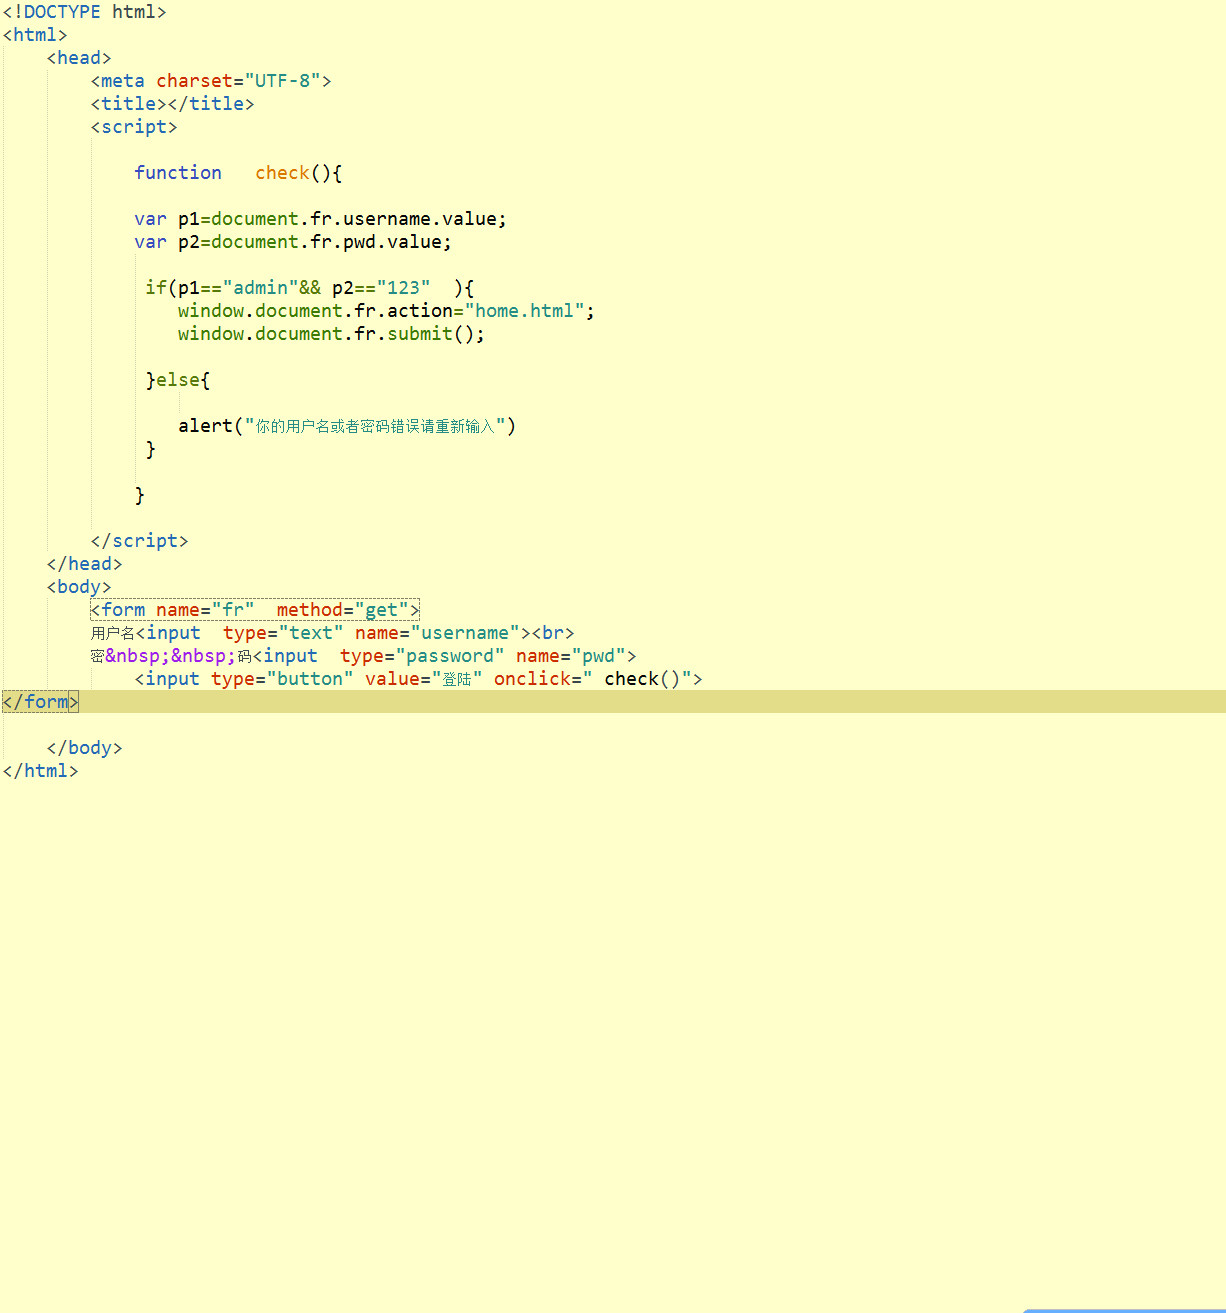 <!DOCTYPE html>
<html>
<head>
<meta charset="UTF-8">
<title></title>
<script>
function   check(){
var p1=document.fr.username.value;
var p2=document.fr.pwd.value;
if(p1=="admin"&& p2=="123"  ){
window.document.fr.action="home.html";
window.document.fr.submit();
}else{
alert("你的用户名或者密码错误请重新输入")
}
}
</script>
</head>
<body>
<form name="fr"  method="get">
用户名<input  type="text" name="username"><br>
密&nbsp;&nbsp;码<input  type="password" name="pwd">
<input type="button" value="登陆" onclick=" check()">
</form>
</body>
</html>